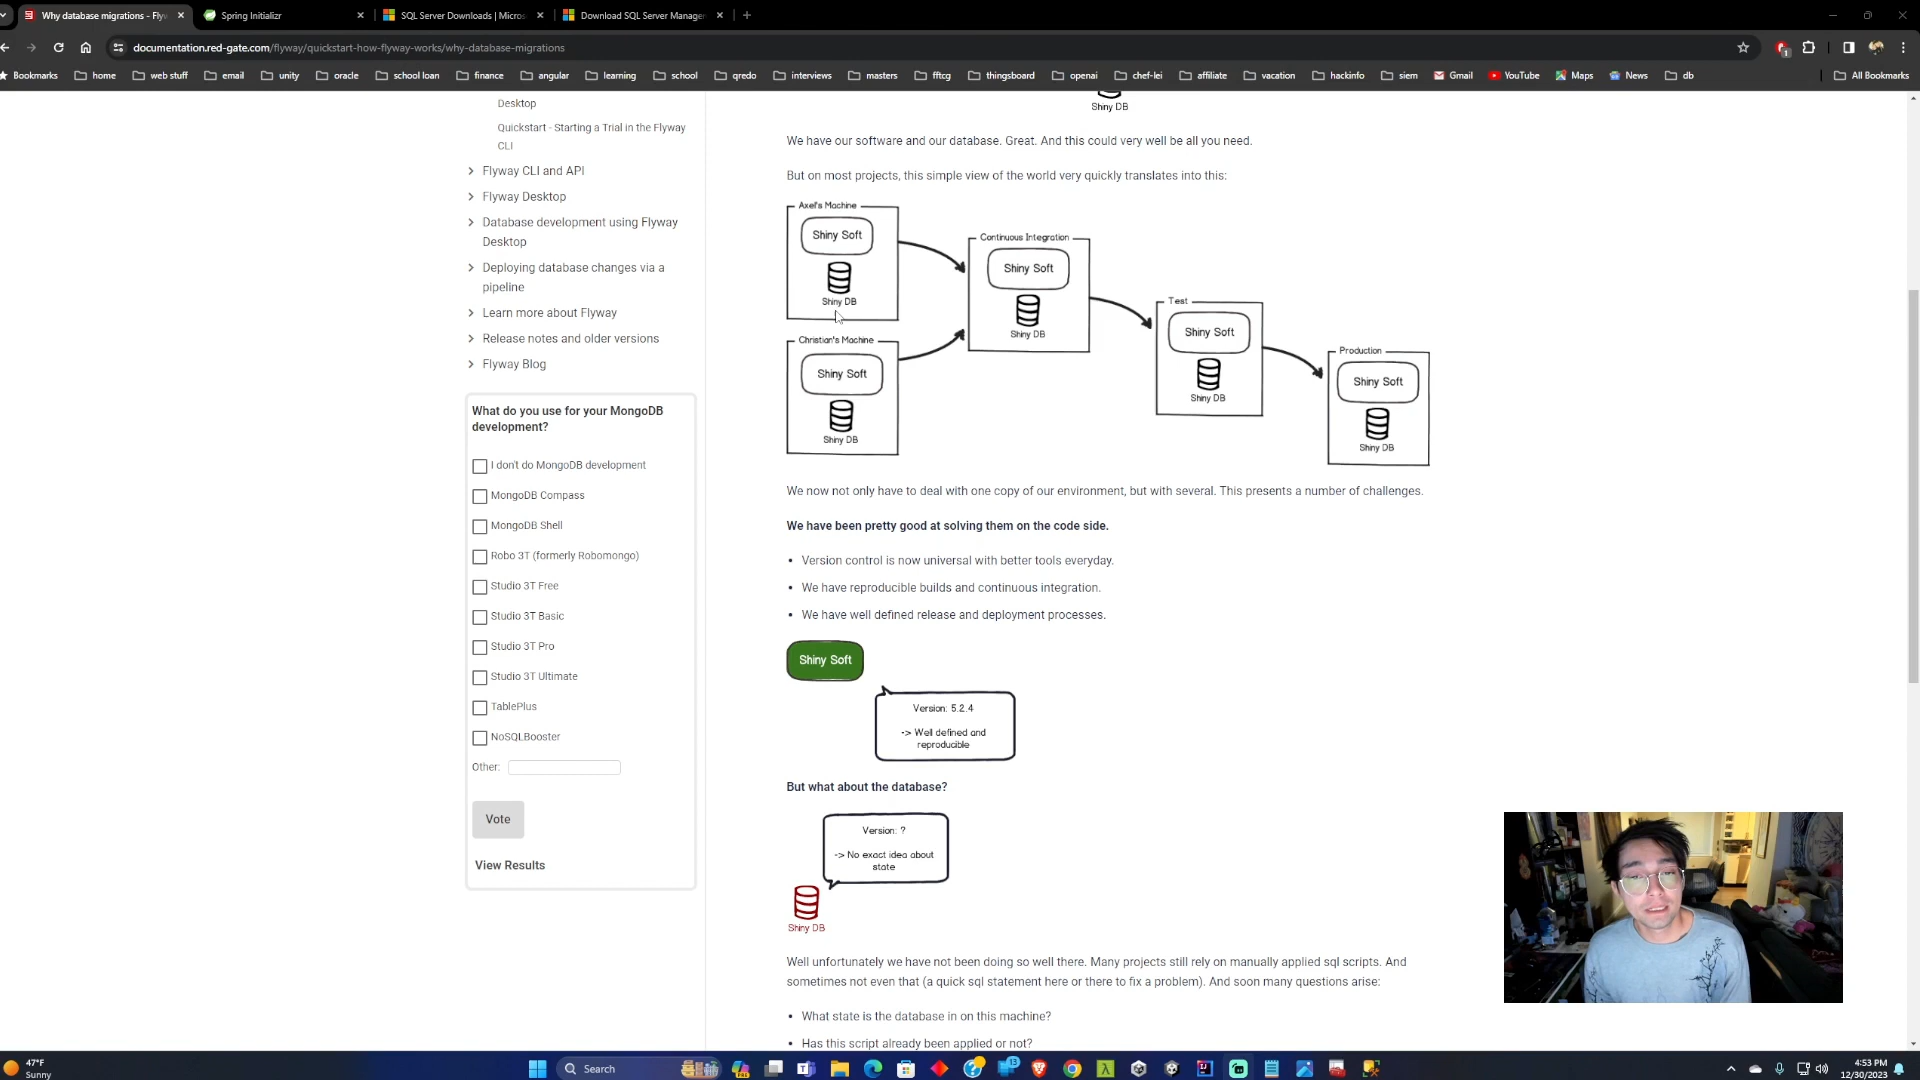 Why database migrations - Flyw
Spring Initializr
SQL Server Downloads | Micros
Download SQL Server Manager
documentation.red-gate.com/flyway/quickstart-how-flyway-works/why-database-migrations
Bookmarks
home
web stuff
email
unity
oracle
school loan
finance
angular
learning
school
qredo
interviews
masters
fftcg
thingsboard
openai
chef-lei
affiliate
vacation
hackinfo
siem
Gmail
YouTube
Maps
News
db
All Bookmarks
Desktop
Quickstart - Starting a Trial in the Flyway
CLI
Flyway CLI and API
Flyway Desktop
Database development using Flyway
Desktop
Deploying database changes via a
pipeline
Learn more about Flyway
Release notes and older versions
Flyway Blog
What do you use for your MongoDB
development?
I don't do MongoDB development
MongoDB Compass
MongoDB Shell
Robo 3T (formerly Robomongo)
Studio 3T Free
Studio 3T Basic
Studio 3T Pro
Studio 3T Ultimate
TablePlus
NoSQLBooster
Other:
Vote
View Results
Shiny DB
We have our software and our database. Great. And this could very well be all you need.
But on most projects, this simple view of the world very quickly translates into this:
Axel's Machine
Shiny Soft
Shiny DB
Christian's Machine
Shiny Soft
Shiny DB
Continuous Integration
Shiny Soft
Shiny DB
Test
Shiny Soft
Shiny DB
Production
Shiny Soft
Shiny DB
We now not only have to deal with one copy of our environment, but with several. This presents a number of challenges.
We have been pretty good at solving them on the code side.
• Version control is now universal with better tools everyday.
• We have reproducible builds and continuous integration.
• We have well defined release and deployment processes.
Shiny Soft
Version: 5.2.4
-> Well defined and
reproducible
But what about the database?
Version: ?
-> No exact idea about
state
Shiny DB
Well unfortunately we have not been doing so well there. Many projects still rely on manually applied sql scripts. And
sometimes not even that (a quick sql statement here or there to fix a problem). And soon many questions arise:
• What state is the database in on this machine?
• Has this script already been applied or not?
47°F
Sunny
Search
13
4:53 PM
12/30/2023